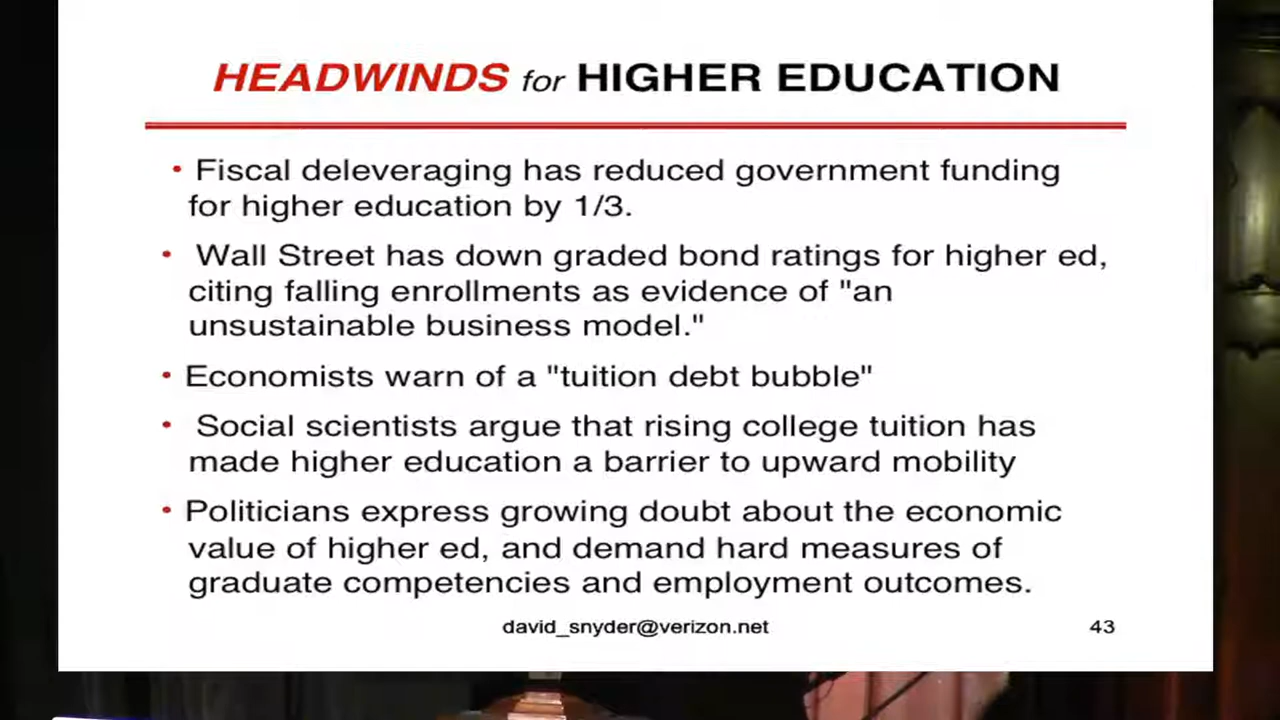 HEADWINDS for HIGHER EDUCATION
• Fiscal deleveraging has reduced government funding
for higher education by 1/3.
• Wall Street has down graded bond ratings for higher ed,
citing falling enrollments as evidence of "an
unsustainable business model."
• Economists warn of a "tuition debt bubble"
• Social scientists argue that rising college tuition has
made higher education a barrier to upward mobility
• Politicians express growing doubt about the economic
value of higher ed, and demand hard measures of
graduate competencies and employment outcomes.
david_snyder@verizon.net
43